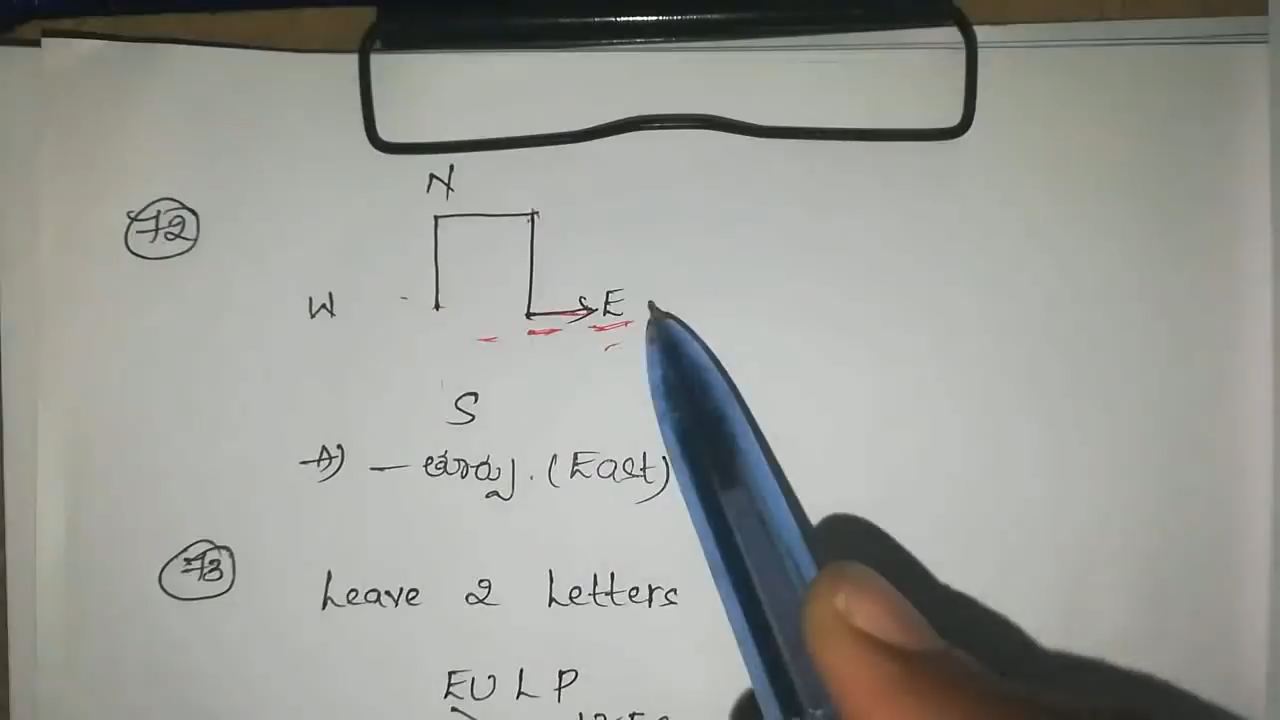 72
N
W E
S
A) — ತೂರ್ವ. (East)
73
Leave 2 Letters
EULP